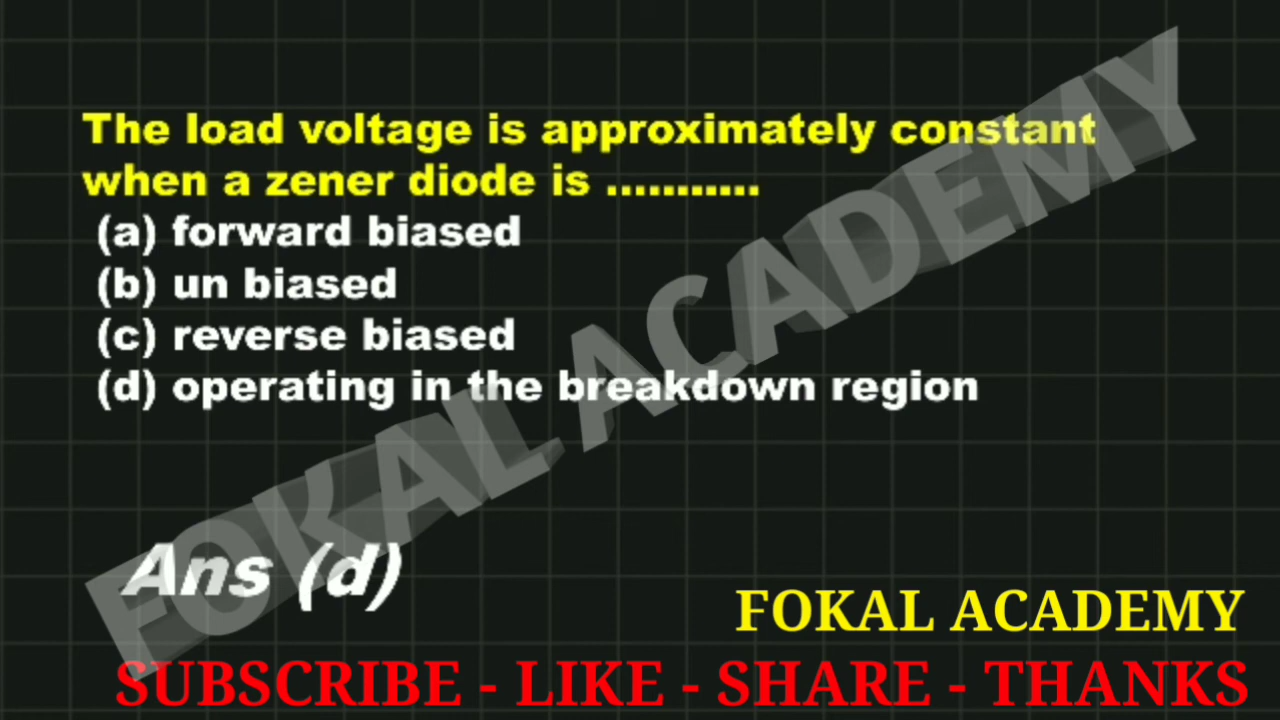 The load voltage is approximately constant
when a zener diode is ...........
(a) forward biased
(b) un biased
(c) reverse biased
(d) operating in the breakdown region
FOKAL ACADEMY
Ans (d)
FOKAL ACADEMY
SUBSCRIBE - LIKE - SHARE - THANKS